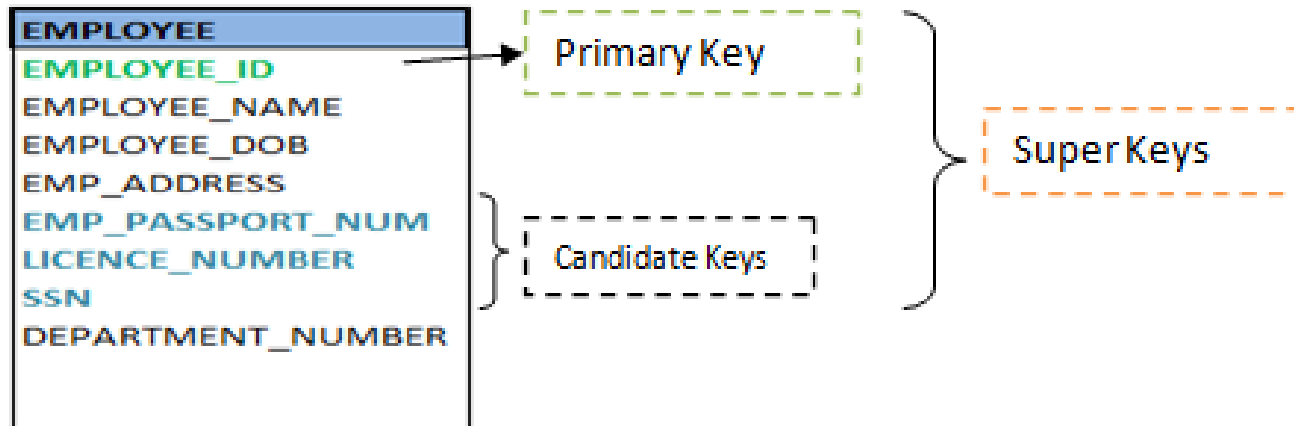 EMPLOYEE
EMPLOYEE_ID
EMPLOYEE_NAME
EMPLOYEE_DOB
EMP_ADDRESS
EMP_PASSPORT_NUM
LICENCE_NUMBER
SSN
DEPARTMENT_NUMBER
Primary Key
Candidate Keys
Super Keys